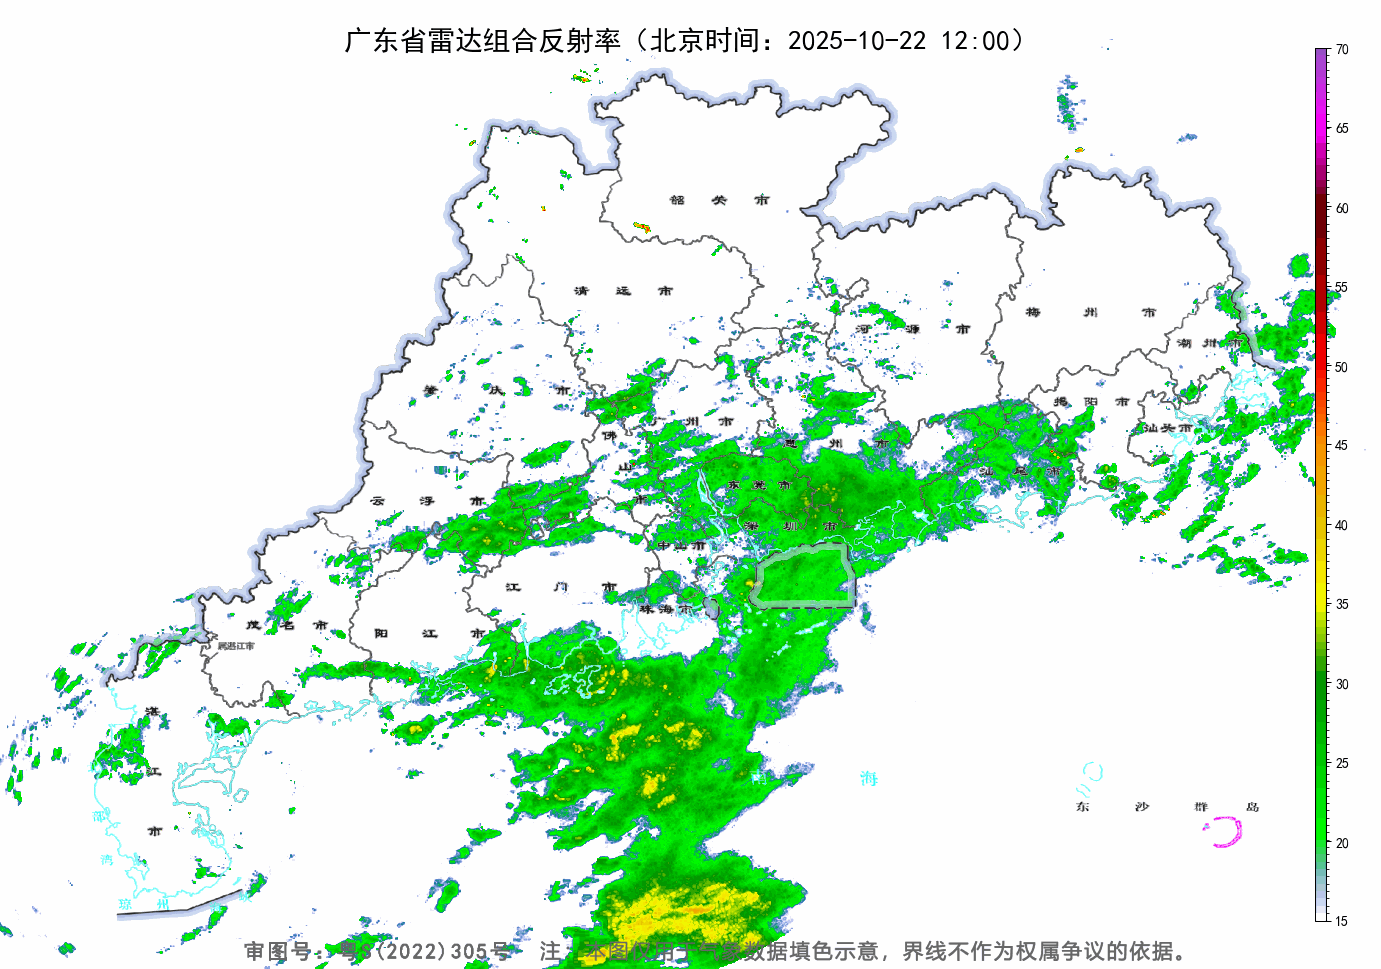 广东省雷达组合反射率（北京时间：2025-10-22 12:00）
70
65
韶关市
60
清远市
55
梅州市
河源市
潮州市
50
肇庆市
揭阳市
广州市
汕头市
佛山市
惠州市
45
汕尾市
东莞市
云浮市
深圳市
40
中山市
江门市
珠海市
35
茂名市
阳江市
属湛江市
30
湛江市
25
南海
东沙群岛
20
琼州
15
审图号：粤S(2022)305号 注：本图仅用于气象数据填色示意，界线不作为权属争议的依据。